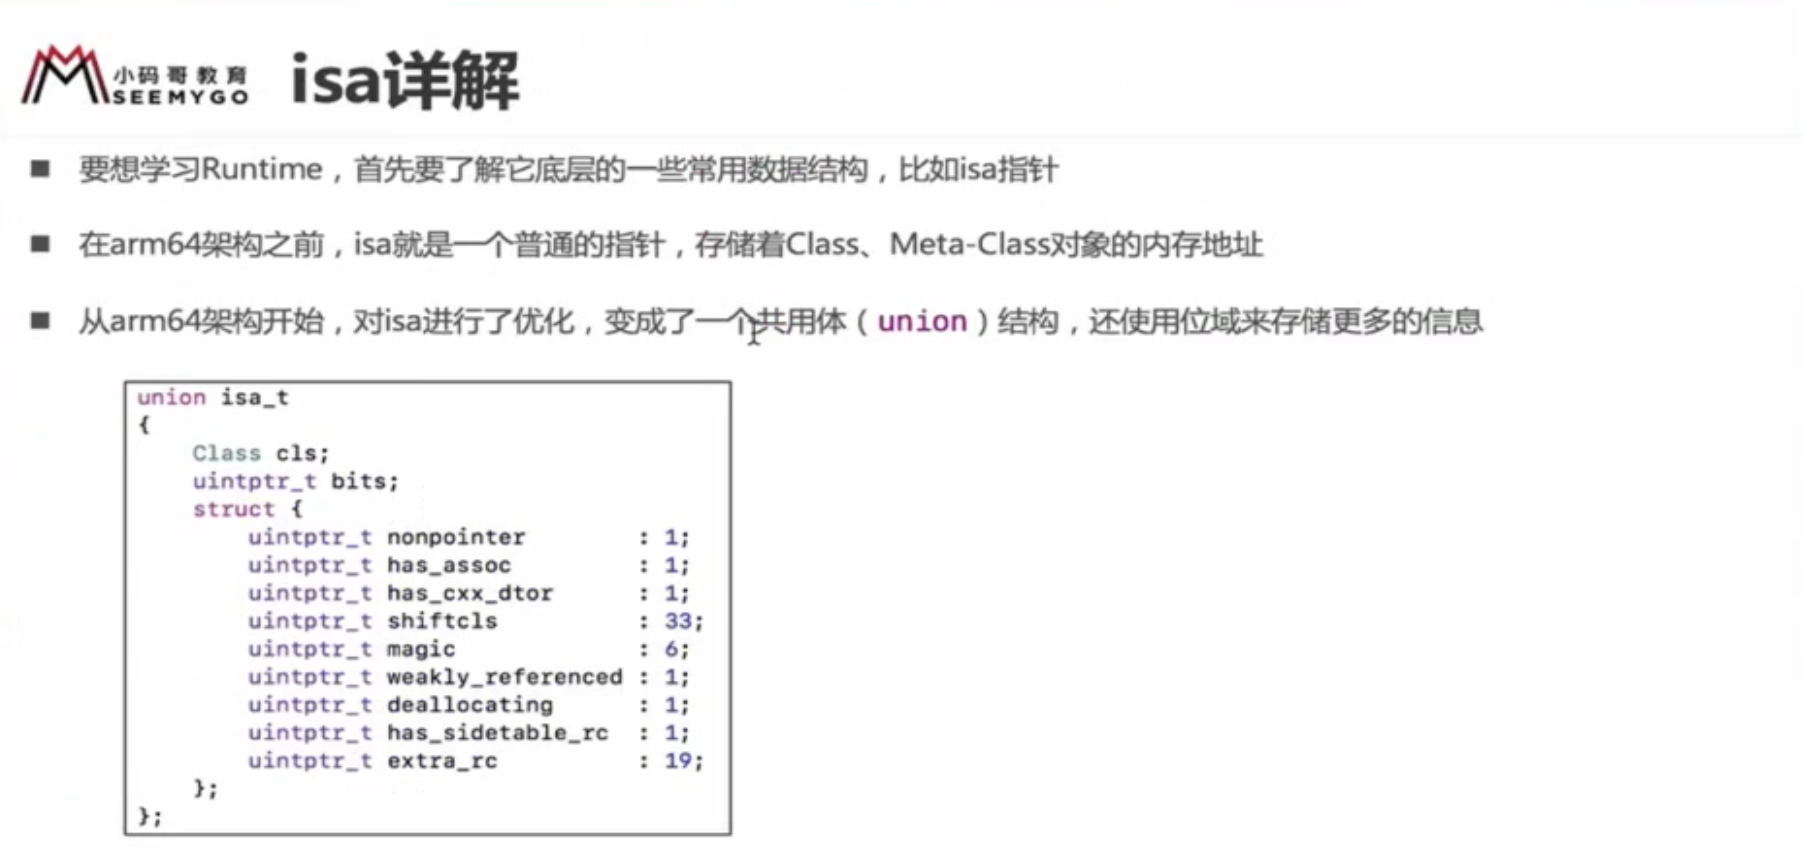 小码哥教育
SEEMYGO
isa详解
■ 要想学习Runtime，首先要了解它底层的一些常用数据结构，比如isa指针
■ 在arm64架构之前，isa就是一个普通的指针，存储着Class、Meta-Class对象的内存地址
■ 从arm64架构开始，对isa进行了优化，变成了一个共用体（union）结构，还使用位域来存储更多的信息
union isa_t
{
    Class cls;
    uintptr_t bits;
    struct {
        uintptr_t nonpointer        : 1;
        uintptr_t has_assoc         : 1;
        uintptr_t has_cxx_dtor      : 1;
        uintptr_t shiftcls          : 33;
        uintptr_t magic             : 6;
        uintptr_t weakly_referenced : 1;
        uintptr_t deallocating      : 1;
        uintptr_t has_sidetable_rc  : 1;
        uintptr_t extra_rc          : 19;
    };
};